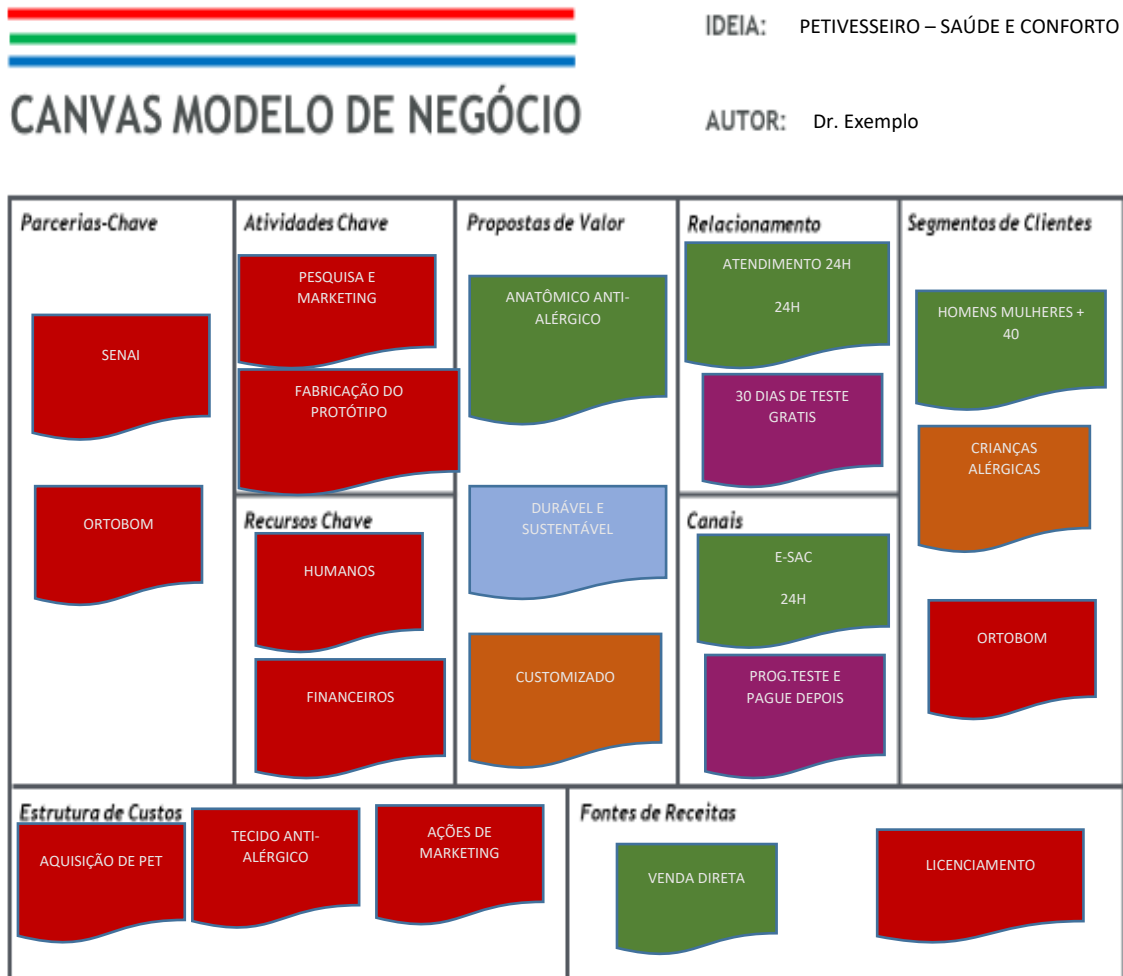 IDEIA: PETIVESSEIRO – SAÚDE E CONFORTO
CANVAS MODELO DE NEGÓCIO
AUTOR: Dr. Exemplo
Parcerias-Chave
SENAI
ORTOBOM
Atividades Chave
PESQUISA E
MARKETING
FABRICAÇÃO DO
PROTÓTIPO
Recursos Chave
HUMANOS
FINANCEIROS
Propostas de Valor
ANATÔMICO ANTI-
ALÉRGICO
DURÁVEL E
SUSTENTÁVEL
CUSTOMIZADO
Relacionamento
ATENDIMENTO 24H
24H
30 DIAS DE TESTE
GRATIS
Canais
E-SAC
24H
PROG.TESTE E
PAGUE DEPOIS
Segmentos de Clientes
HOMENS MULHERES +
40
CRIANÇAS
ALÉRGICAS
ORTOBOM
Estrutura de Custos
AQUISIÇÃO DE PET
TECIDO ANTI-
ALÉRGICO
AÇÕES DE
MARKETING
Fontes de Receitas
VENDA DIRETA
LICENCIAMENTO